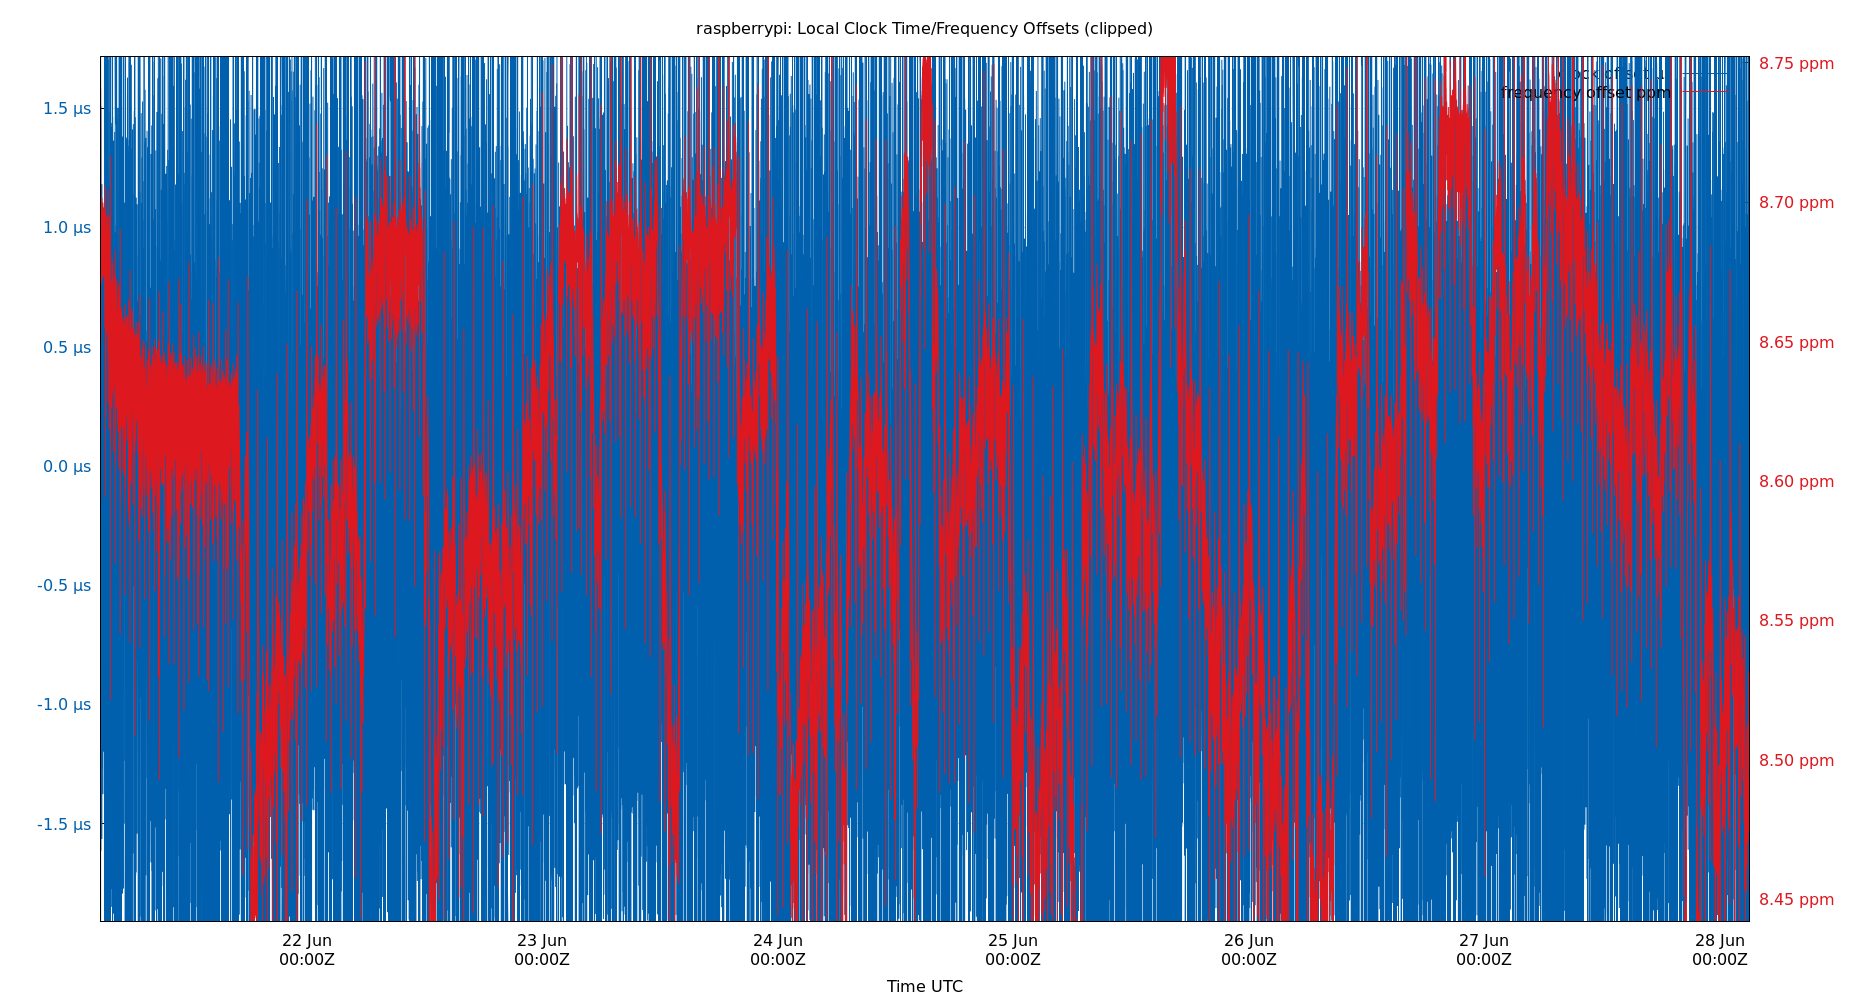 raspberrypi: Local Clock Time/Frequency Offsets (clipped)
8.75 ppm
frequency offset ppm
1.5 µs
8.70 ppm
1.0 µs
8.65 ppm
0.5 µs
0.0 µs
8.60 ppm
-0.5 µs
8.55 ppm
-1.0 µs
8.50 ppm
-1.5 µs
8.45 ppm
22 Jun
00:00Z
23 Jun
00:00Z
24 Jun
00:00Z
25 Jun
00:00Z
26 Jun
00:00Z
27 Jun
00:00Z
28 Jun
00:00Z
Time UTC